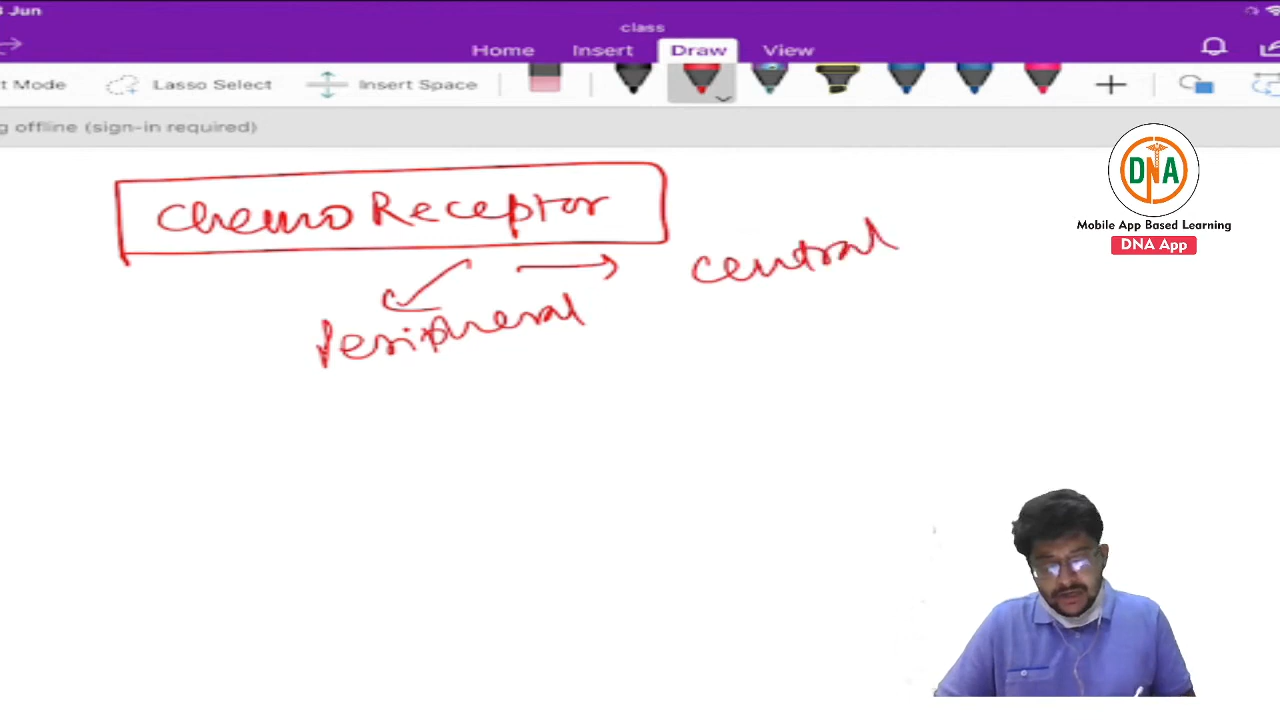 3 Jun
class
Home Insert Draw View
t Mode Lasso Select Insert Space
g offline (sign-in required)
DNA
Mobile App Based Learning
DNA App
Chemo Receptor
central
Peripheral